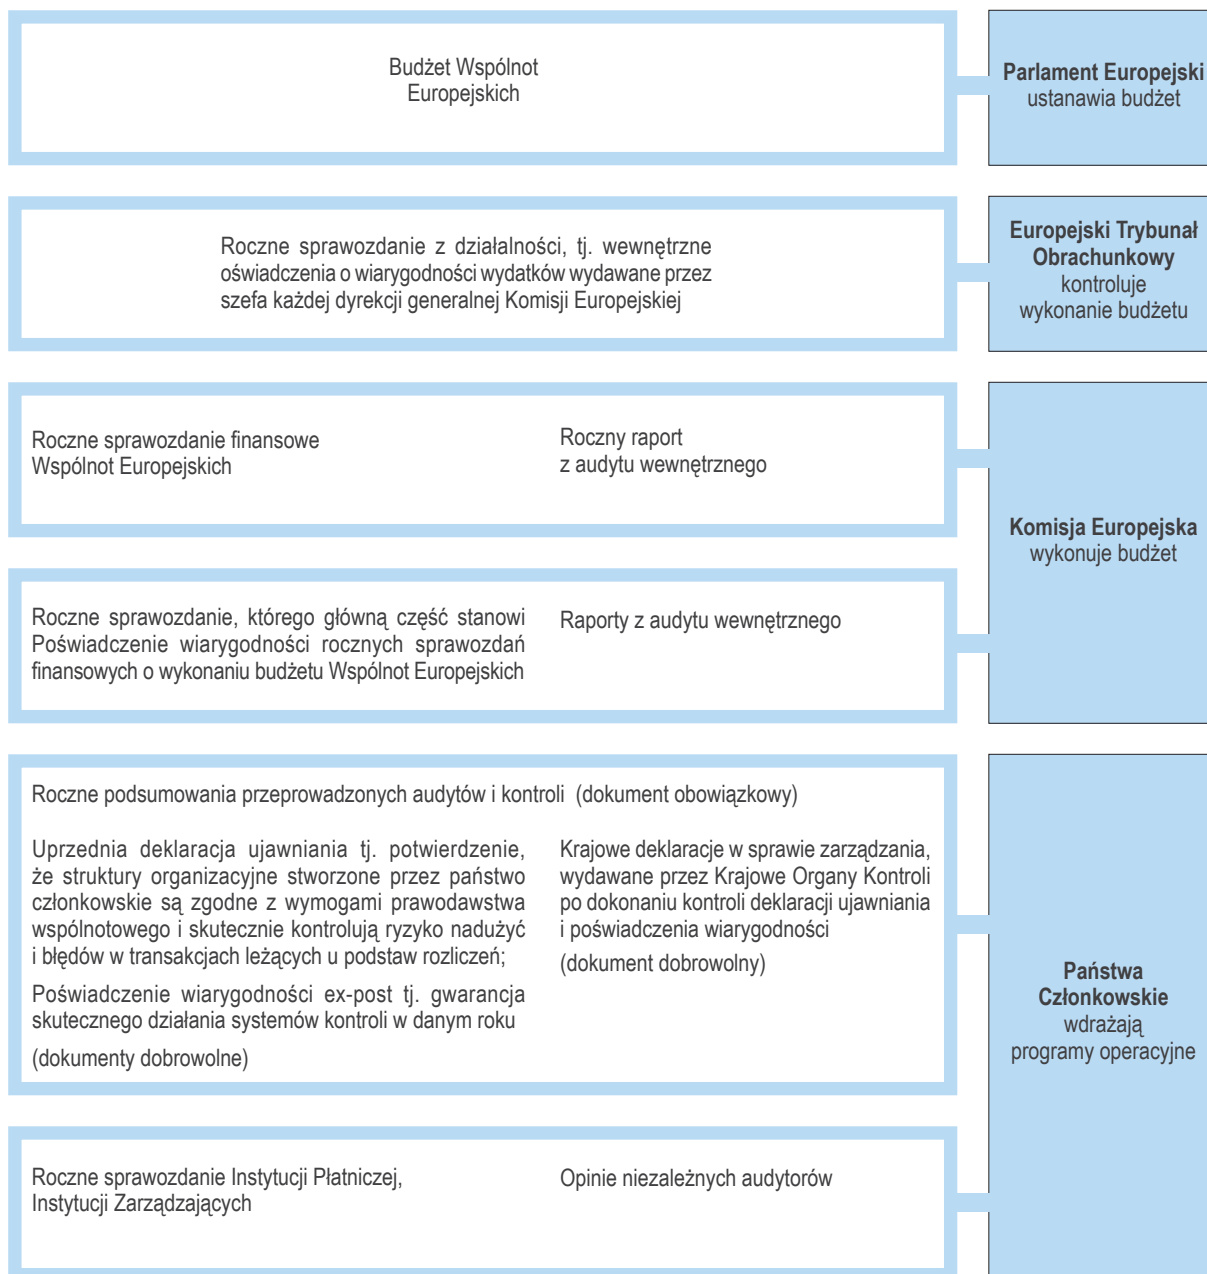 Budżet Wspólnot
Europejskich
Parlament Europejski
ustanawia budżet
Roczne sprawozdanie z działalności, tj. wewnętrzne
oświadczenia o wiarygodności wydatków wydawane przez
szefa każdej dyrekcji generalnej Komisji Europejskiej
Europejski Trybunał
Obrachunkowy
kontroluje
wykonanie budżetu
Roczne sprawozdanie finansowe
Wspólnot Europejskich
Roczny raport
z audytu wewnętrznego
Komisja Europejska
wykonuje budżet
Roczne sprawozdanie, którego główną część stanowi
Poświadczenie wiarygodności rocznych sprawozdań
finansowych o wykonaniu budżetu Wspólnot Europejskich
Raporty z audytu wewnętrznego
Roczne podsumowania przeprowadzonych audytów i kontroli (dokument obowiązkowy)
Uprzednia deklaracja ujawniania tj. potwierdzenie,
że struktury organizacyjne stworzone przez państwo
członkowskie są zgodne z wymogami prawodawstwa
wspólnotowego i skutecznie kontrolują ryzyko nadużyć
i błędów w transakcjach leżących u podstaw rozliczeń;
Poświadczenie wiarygodności ex-post tj. gwarancja
skutecznego działania systemów kontroli w danym roku
(dokumenty dobrowolne)
Krajowe deklaracje w sprawie zarządzania,
wydawane przez Krajowe Organy Kontroli
po dokonaniu kontroli deklaracji ujawniania
i poświadczenia wiarygodności
(dokument dobrowolny)
Państwa
Członkowskie
wdrażają
programy operacyjne
Roczne sprawozdanie Instytucji Płatniczej,
Instytucji Zarządzających
Opinie niezależnych audytorów